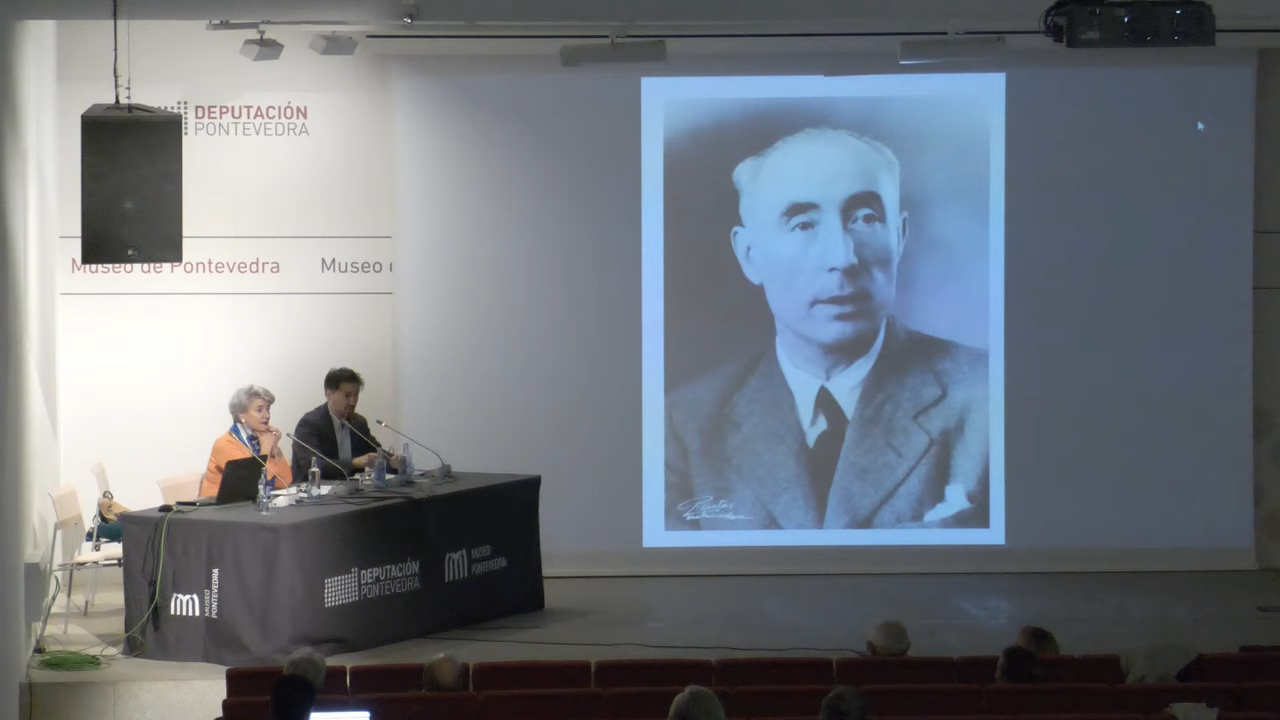 DEPUTACIÓN
PONTEVEDRA
Museo de Pontevedra
Museo
DEPUTACIÓN
PONTEVEDRA
MUSEO
PONTEVEDRA
MUSEO
PONTEVEDRA